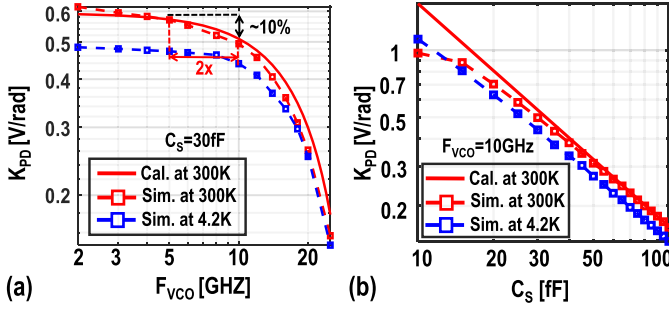 K_PD [V/rad]
0.6
0.5
0.4
0.3
0.2
~10%
2x
C_S=30fF
Cal. at 300K
Sim. at 300K
Sim. at 4.2K
2 3 5 10 20
F_VCO [GHZ]
(a)
K_PD [V/rad]
1
0.7
0.5
0.3
0.2
F_VCO=10GHz
Cal. at 300K
Sim. at 300K
Sim. at 4.2K
10 20 30 50 100
C_S [fF]
(b)